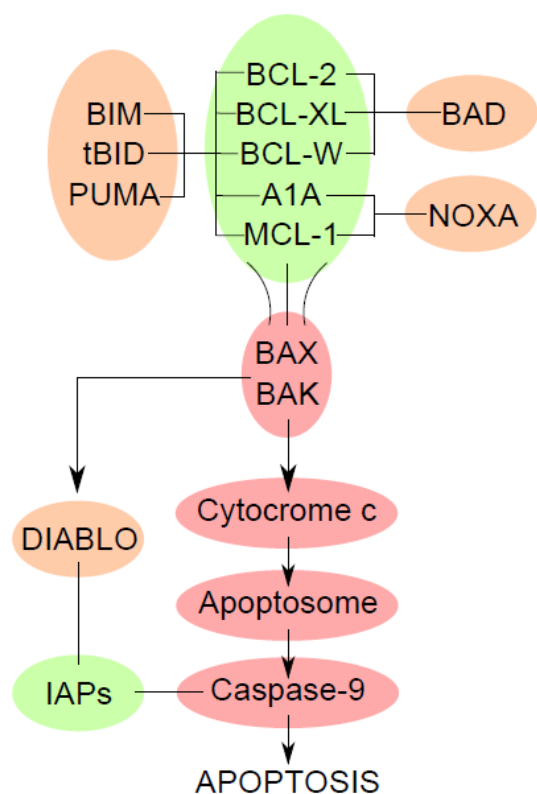 BCL-2
BIM
BCL-XL
BAD
tBID
BCL-W
PUMA
A1A
NOXA
MCL-1
BAX
BAK
Cytocrome c
DIABLO
Apoptosome
IAPs
Caspase-9
APOPTOSIS